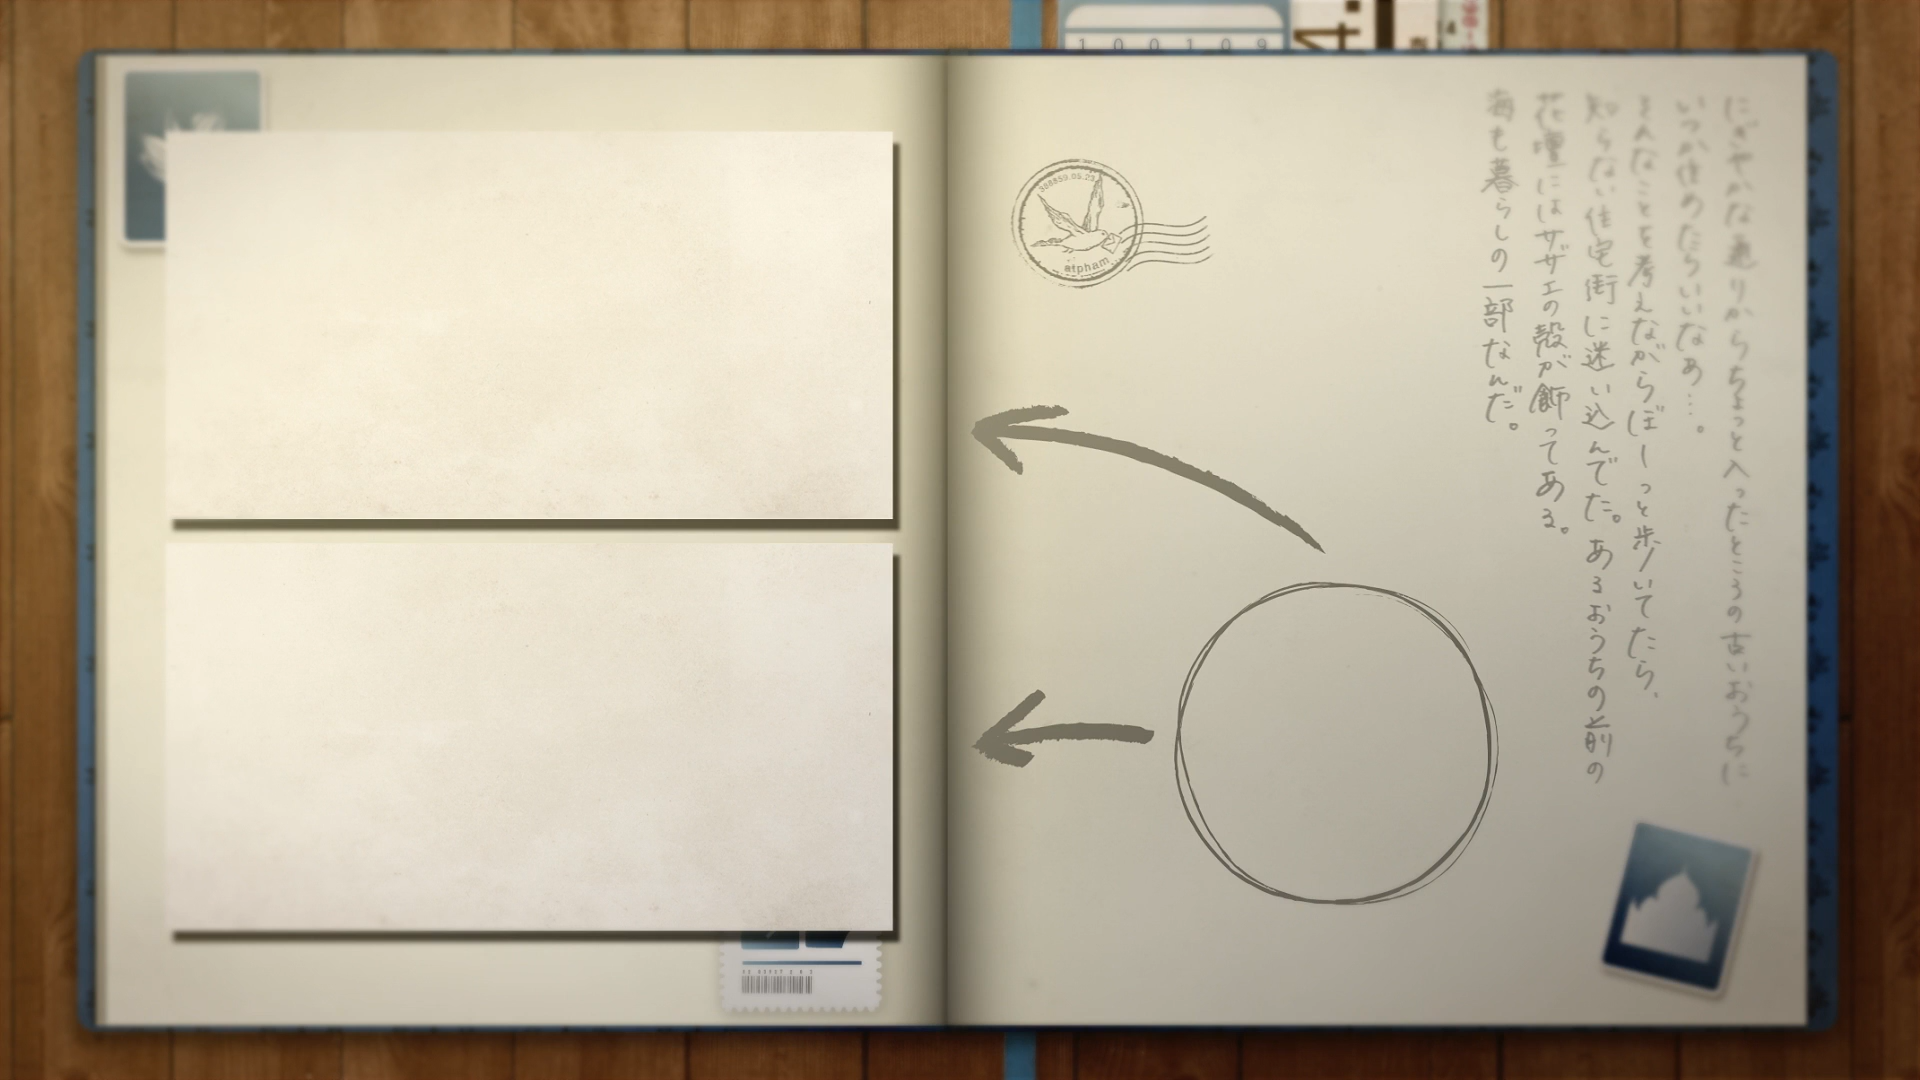 にぎやかな通りからちょっと入ったところの古いおうちに
いつか住めたらいいなあ…。
そんなことを考えながらぼーっと歩いてたら、
知らない住宅街に迷い込んでた。あるおうちの前の
花壇にはサザエの殻が飾ってある。
海も暮らしの一部なんだ。
100109
atpham